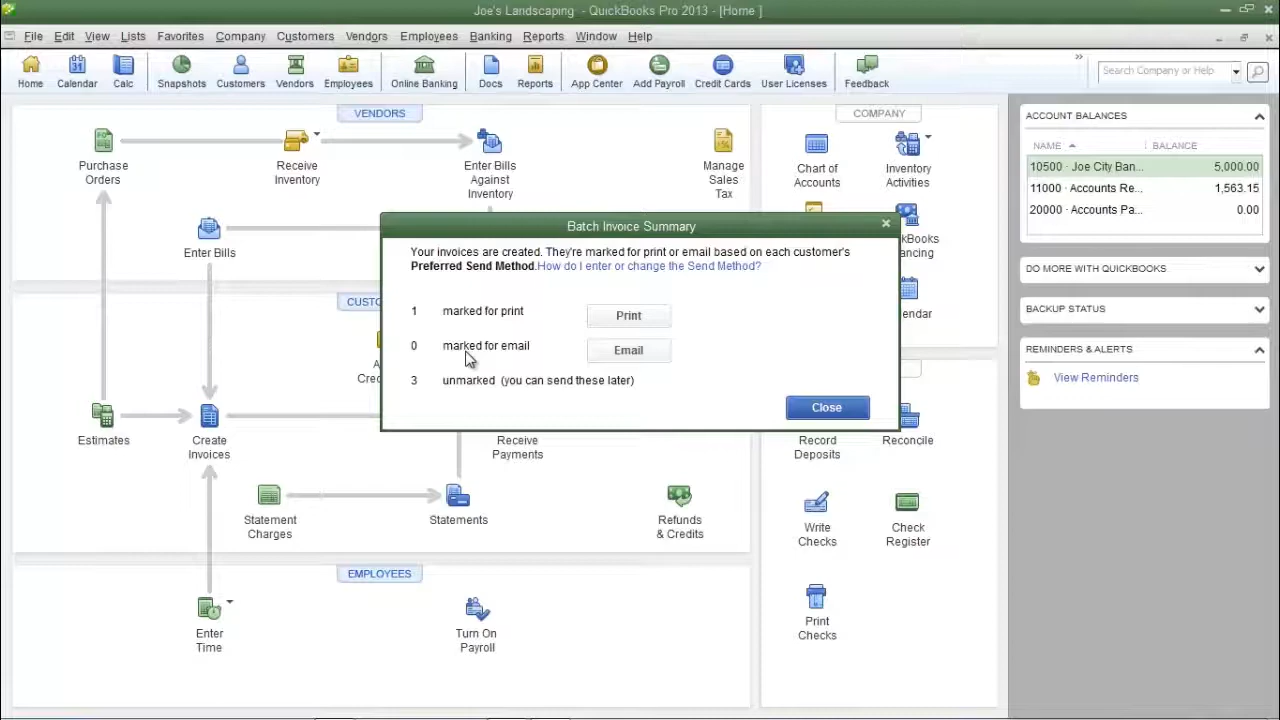 Joe's Landscaping - QuickBooks Pro 2013 - [Home ]
File Edit View Lists Favorites Company Customers Vendors Employees Banking Reports Window Help
Home Calendar Calc Snapshots Customers Vendors Employees Online Banking Docs Reports App Center Add Payroll Credit Cards User Licenses Feedback
Search Company or Help
VENDORS
Purchase
Orders
Receive
Inventory
Enter Bills
Against
Inventory
Manage
Sales
Tax
Enter Bills
Estimates
Create
Invoices
Receive
Payments
Statement
Charges
Statements
Refunds
& Credits
EMPLOYEES
Enter
Time
Turn On
Payroll
COMPANY
Chart of
Accounts
Inventory
Activities
Record
Deposits
Reconcile
Write
Checks
Check
Register
Print
Checks
Batch Invoice Summary
Your invoices are created. They're marked for print or email based on each customer's
Preferred Send Method.How do I enter or change the Send Method?
1 marked for print Print
0 marked for email Email
3 unmarked (you can send these later)
Close
ACCOUNT BALANCES
NAME BALANCE
10500 · Joe City Ban... 5,000.00
11000 · Accounts Re... 1,563.15
20000 · Accounts Pa... 0.00
DO MORE WITH QUICKBOOKS
BACKUP STATUS
REMINDERS & ALERTS
View Reminders